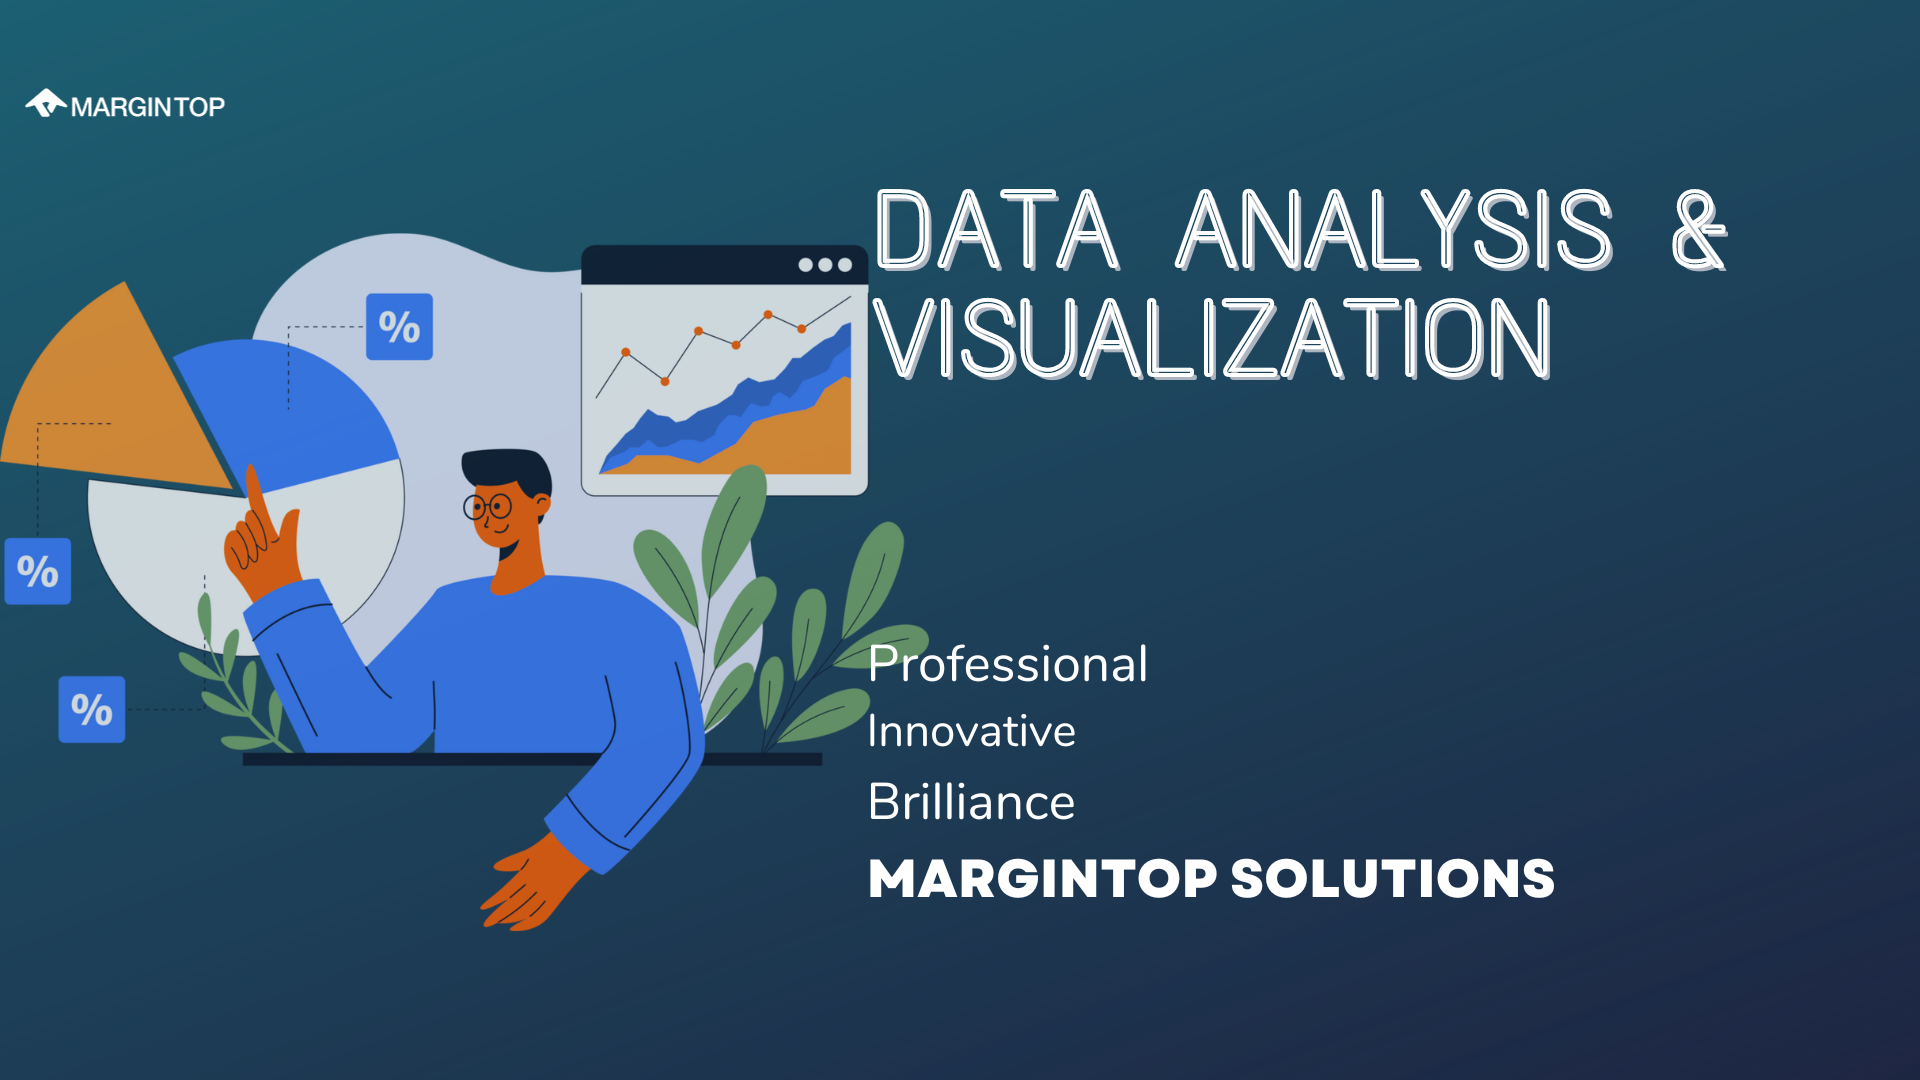 MARGINTOP
DATA ANALYSIS &
VISUALIZATION
%
%
%
Professional
Innovative
Brilliance
MARGINTOP SOLUTIONS